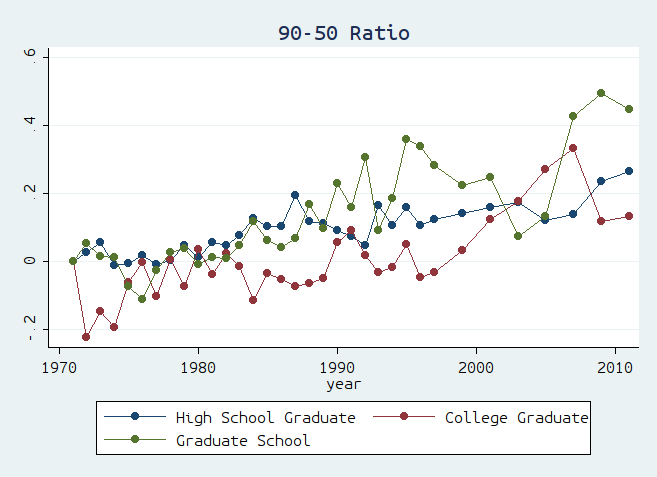 90-50 Ratio
.6
.4
.2
0
-.2
1970 1980 1990 2000 2010
year
High School Graduate College Graduate
Graduate School